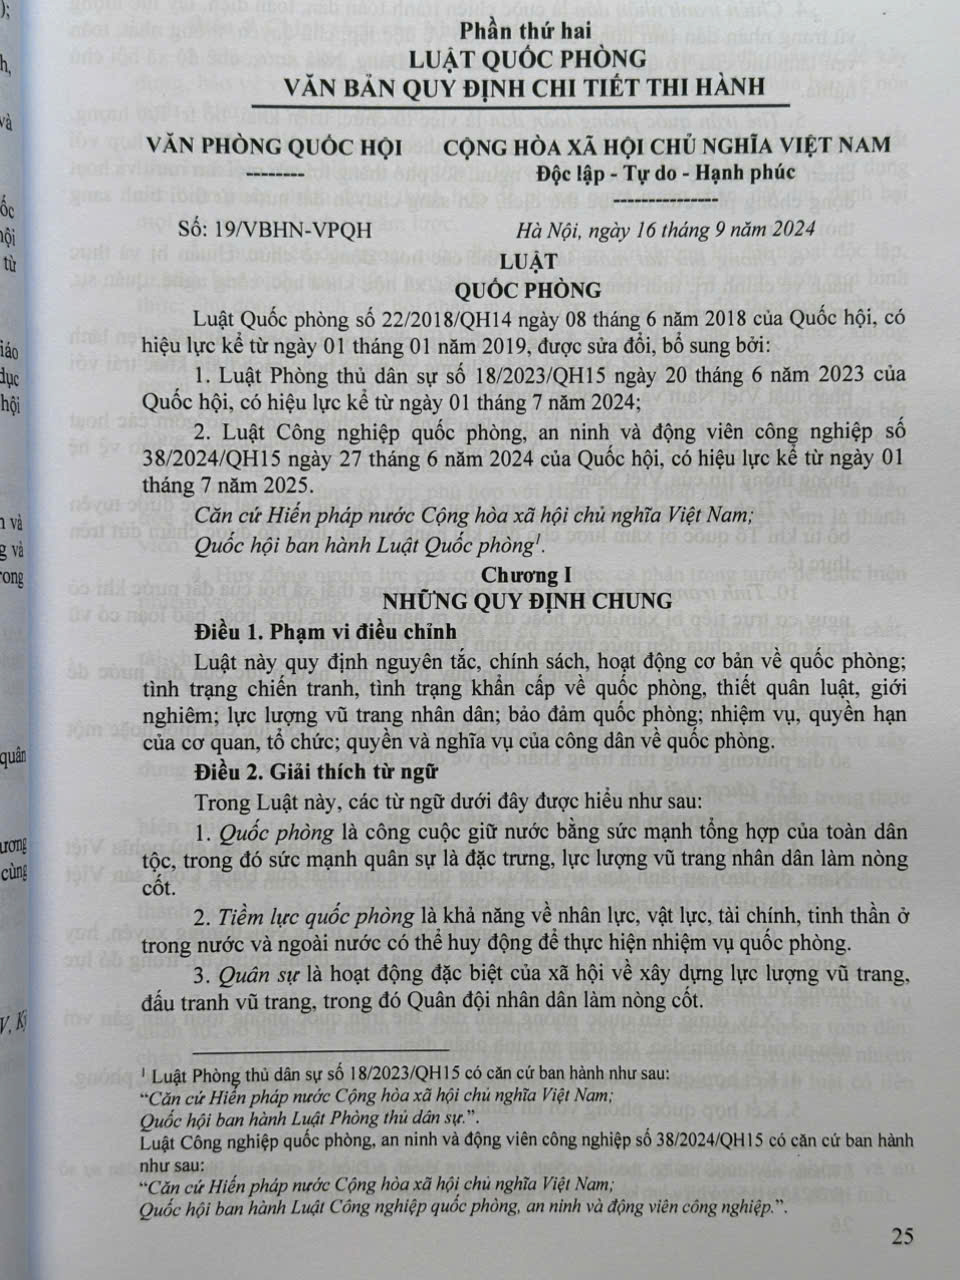 );
h,
và
ốc
hội
từ
iáo
dục
hội
n và
g và
rong
quân
ương
cùng
V, Kỳ
Phần thứ hai
LUẬT QUỐC PHÒNG
VĂN BẢN QUY ĐỊNH CHI TIẾT THI HÀNH
VĂN PHÒNG QUỐC HỘI CỘNG HÒA XÃ HỘI CHỦ NGHĨA VIỆT NAM
-------- Độc lập - Tự do - Hạnh phúc
---------------
Số: 19/VBHN-VPQH Hà Nội, ngày 16 tháng 9 năm 2024
LUẬT
QUỐC PHÒNG
Luật Quốc phòng số 22/2018/QH14 ngày 08 tháng 6 năm 2018 của Quốc hội, có
hiệu lực kể từ ngày 01 tháng 01 năm 2019, được sửa đổi, bổ sung bởi:
1. Luật Phòng thủ dân sự số 18/2023/QH15 ngày 20 tháng 6 năm 2023 của
Quốc hội, có hiệu lực kể từ ngày 01 tháng 7 năm 2024;
2. Luật Công nghiệp quốc phòng, an ninh và động viên công nghiệp số
38/2024/QH15 ngày 27 tháng 6 năm 2024 của Quốc hội, có hiệu lực kể từ ngày 01
tháng 7 năm 2025.
Căn cứ Hiến pháp nước Cộng hòa xã hội chủ nghĩa Việt Nam;
Quốc hội ban hành Luật Quốc phòng¹.
Chương I
NHỮNG QUY ĐỊNH CHUNG
Điều 1. Phạm vi điều chỉnh
Luật này quy định nguyên tắc, chính sách, hoạt động cơ bản về quốc phòng;
tình trạng chiến tranh, tình trạng khẩn cấp về quốc phòng, thiết quân luật, giới
nghiêm; lực lượng vũ trang nhân dân; bảo đảm quốc phòng; nhiệm vụ, quyền hạn
của cơ quan, tổ chức; quyền và nghĩa vụ của công dân về quốc phòng.
Điều 2. Giải thích từ ngữ
Trong Luật này, các từ ngữ dưới đây được hiểu như sau:
1. Quốc phòng là công cuộc giữ nước bằng sức mạnh tổng hợp của toàn dân
tộc, trong đó sức mạnh quân sự là đặc trưng, lực lượng vũ trang nhân dân làm nòng
cốt.
2. Tiềm lực quốc phòng là khả năng về nhân lực, vật lực, tài chính, tinh thần ở
trong nước và ngoài nước có thể huy động để thực hiện nhiệm vụ quốc phòng.
3. Quân sự là hoạt động đặc biệt của xã hội về xây dựng lực lượng vũ trang,
đấu tranh vũ trang, trong đó Quân đội nhân dân làm nòng cốt.
¹ Luật Phòng thủ dân sự số 18/2023/QH15 có căn cứ ban hành như sau:
“Căn cứ Hiến pháp nước Cộng hòa xã hội chủ nghĩa Việt Nam;
Quốc hội ban hành Luật Phòng thủ dân sự.”.
Luật Công nghiệp quốc phòng, an ninh và động viên công nghiệp số 38/2024/QH15 có căn cứ ban hành
như sau:
“Căn cứ Hiến pháp nước Cộng hòa xã hội chủ nghĩa Việt Nam;
Quốc hội ban hành Luật Công nghiệp quốc phòng, an ninh và động viên công nghiệp.”.
25